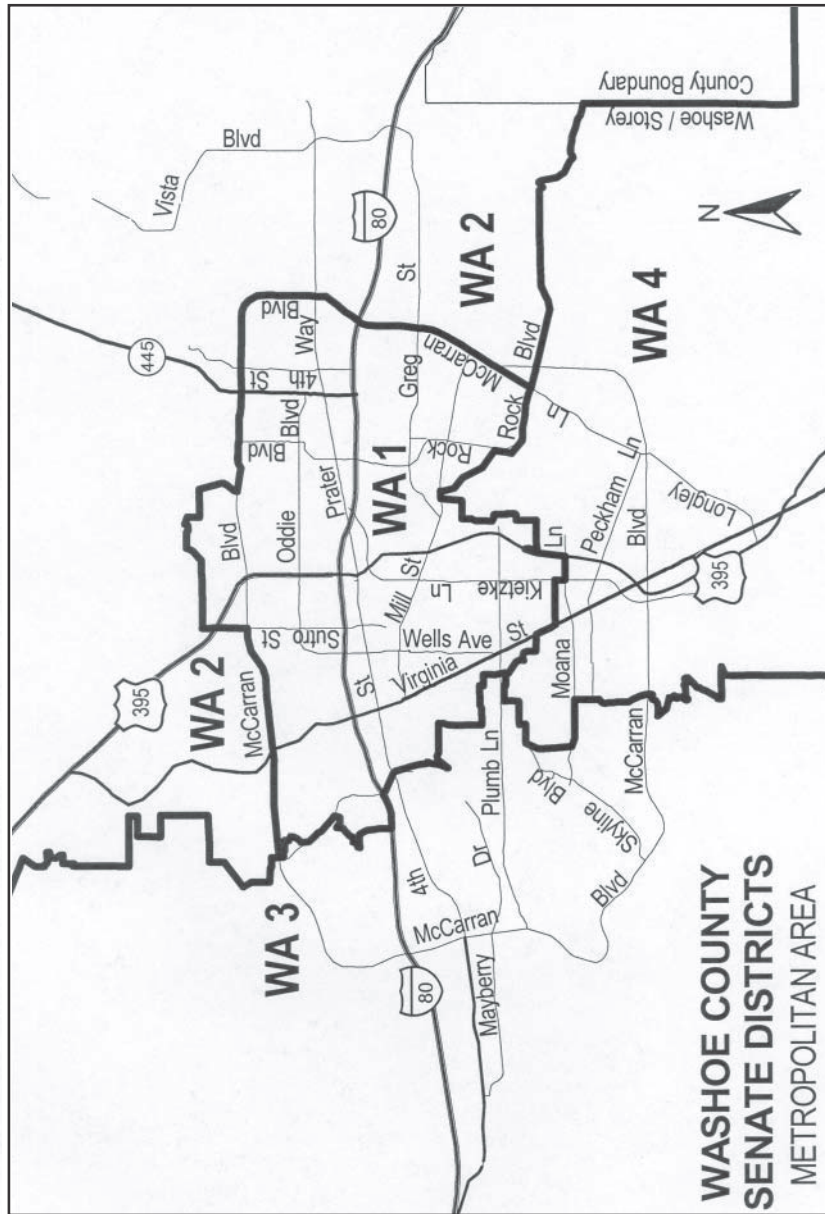 WASHOE COUNTY
SENATE DISTRICTS
METROPOLITAN AREA
WA 3
WA 2
WA 1
WA 2
WA 4
N
County Boundary
Washoe / Storey
Vista
Blvd
445
80
395
80
395
McCarran
Blvd
Blvd
4th
St
Way
Blvd
Oddie
Blvd
Prater
St
Sutro
St
Greg
St
McCarran
Rock
Rock
Blvd
Mill
St
Kietzke
Ln
Wells Ave
Virginia
St
Plumb Ln
4th
McCarran
Mayberry
Dr
Skyline
Blvd
McCarran
Blvd
Moana
Ln
Peckham
Ln
Blvd
Longley
Ln